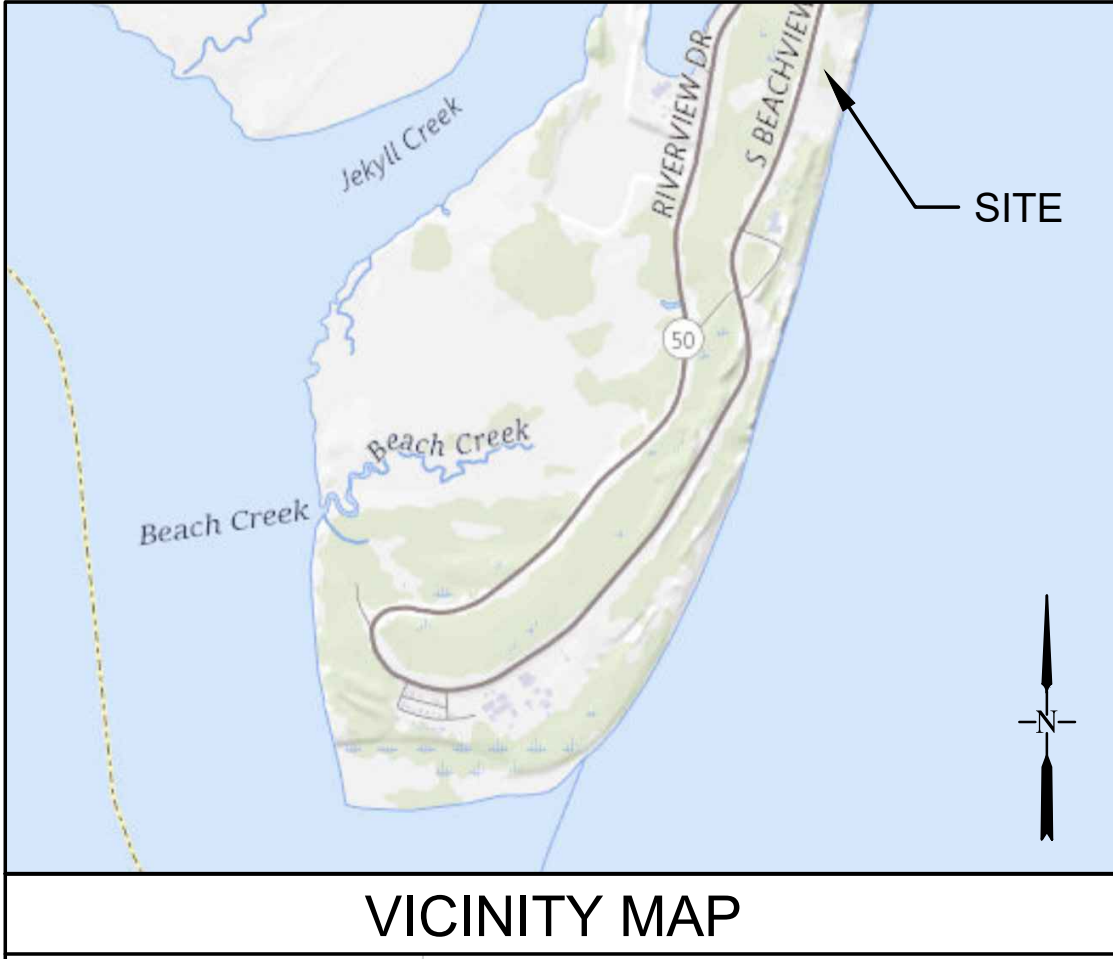 RIVERVIEW DR
S BEACHVIEW
Jekyll Creek
SITE
50
Beach Creek
Beach Creek
N
VICINITY MAP